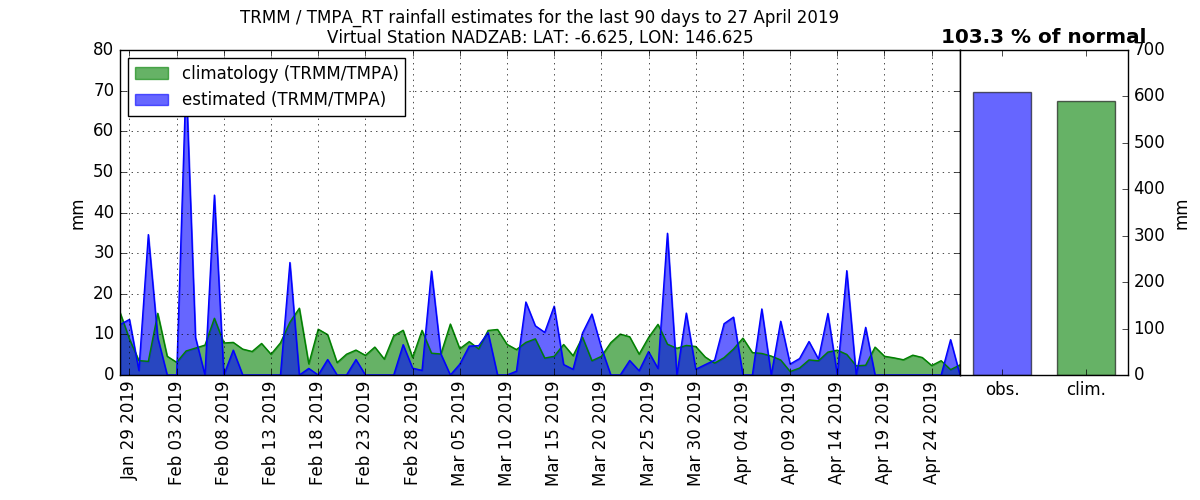 TRMM / TMPA_RT rainfall estimates for the last 90 days to 27 April 2019
Virtual Station NADZAB: LAT: -6.625, LON: 146.625
103.3 % of normal
climatology (TRMM/TMPA)
estimated (TRMM/TMPA)
mm
80
70
60
50
40
30
20
10
0
Jan 29 2019
Feb 03 2019
Feb 08 2019
Feb 13 2019
Feb 18 2019
Feb 23 2019
Feb 28 2019
Mar 05 2019
Mar 10 2019
Mar 15 2019
Mar 20 2019
Mar 25 2019
Mar 30 2019
Apr 04 2019
Apr 09 2019
Apr 14 2019
Apr 19 2019
Apr 24 2019
obs.
clim.
700
600
500
400
300
200
100
0
mm